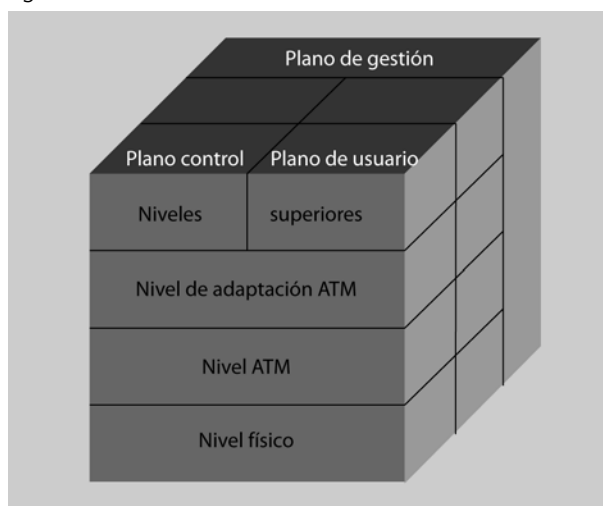 Plano de gestión
Plano control Plano de usuario
Niveles superiores
Nivel de adaptación ATM
Nivel ATM
Nivel físico